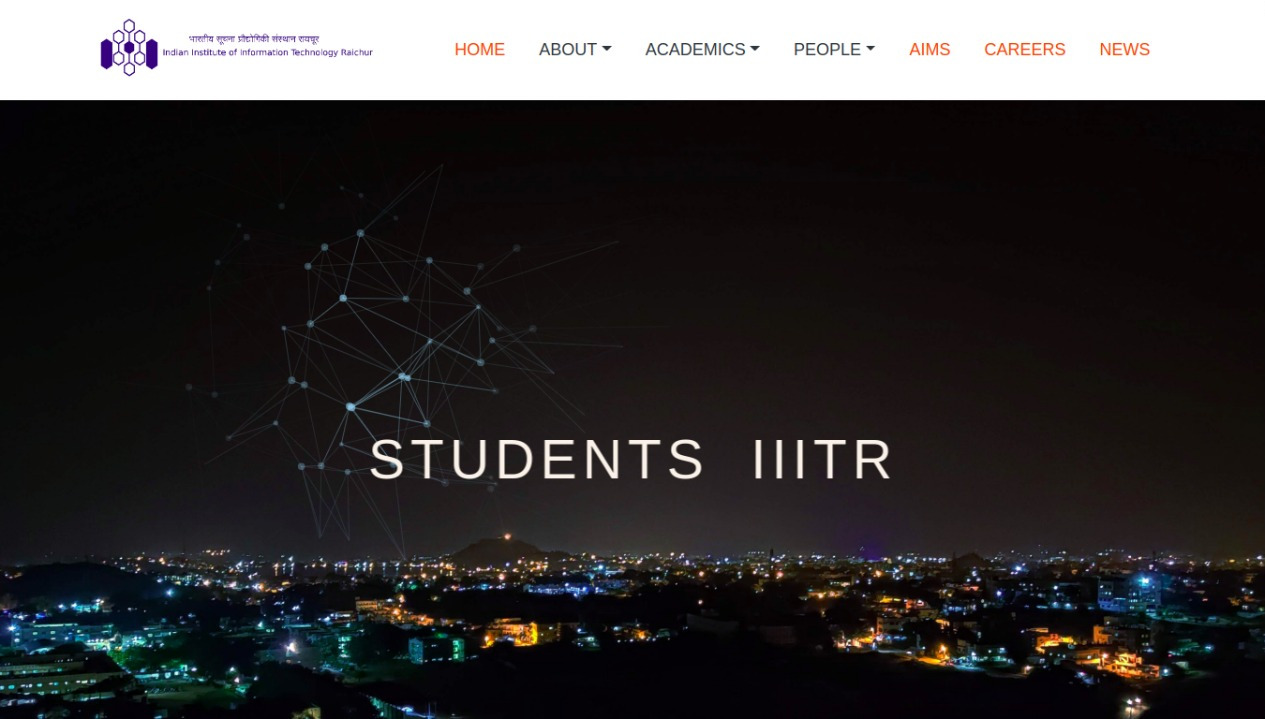 भारतीय सूचना प्रौद्योगिकी संस्थान रायचूर
Indian Institute of Information Technology Raichur
HOME ABOUT ACADEMICS PEOPLE AIMS CAREERS NEWS
STUDENTS IIITR